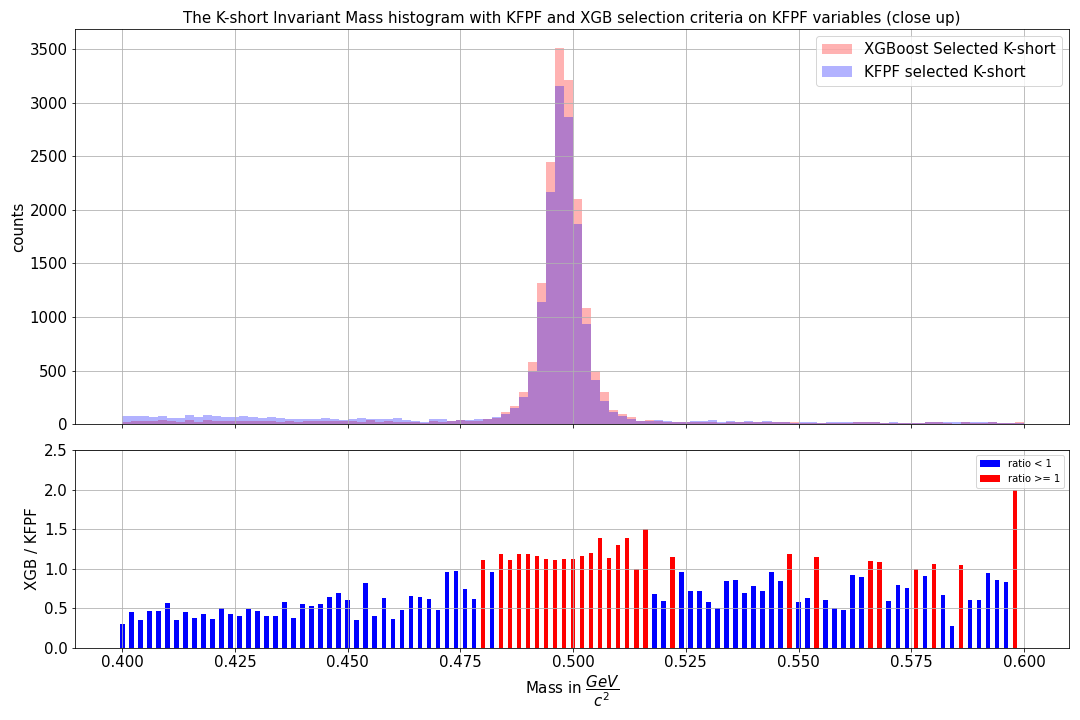 The K-short Invariant Mass histogram with KFPF and XGB selection criteria on KFPF variables (close up)
XGBoost Selected K-short
KFPF selected K-short
counts
3500
3000
2500
2000
1500
1000
500
0
ratio < 1
ratio >= 1
XGB / KFPF
2.5
2.0
1.5
1.0
0.5
0.0
0.400 0.425 0.450 0.475 0.500 0.525 0.550 0.575 0.600
Mass in GeV/c²